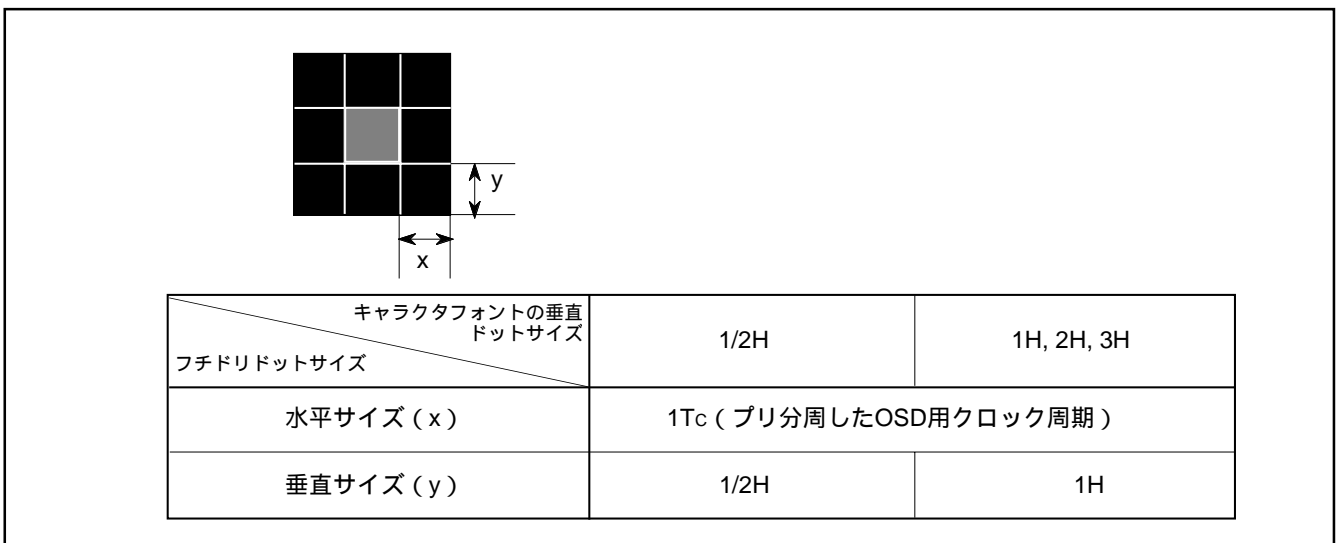 y
x
キャラクタフォントの垂直
ドットサイズ
フチドリドットサイズ
1/2H
1H, 2H, 3H
水平サイズ（x）
1Tc（プリ分周したOSD用クロック周期）
垂直サイズ（y）
1/2H
1H